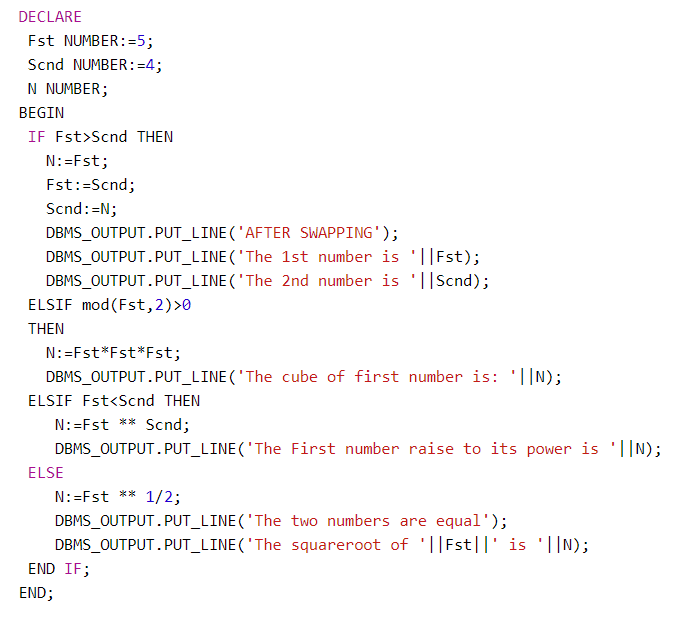 DECLARE
Fst NUMBER:=5;
Scnd NUMBER:=4;
N NUMBER;
BEGIN
IF Fst>Scnd THEN
N:=Fst;
Fst:=Scnd;
Scnd:=N;
DBMS_OUTPUT.PUT_LINE('AFTER SWAPPING');
DBMS_OUTPUT.PUT_LINE('The 1st number is '||Fst);
DBMS_OUTPUT.PUT_LINE('The 2nd number is '||Scnd);
ELSIF mod(Fst,2)>0
THEN
N:=Fst*Fst*Fst;
DBMS_OUTPUT.PUT_LINE('The cube of first number is: '||N);
ELSIF Fst<Scnd THEN
N:=Fst ** Scnd;
DBMS_OUTPUT.PUT_LINE('The First number raise to its power is '||N);
ELSE
N:=Fst ** 1/2;
DBMS_OUTPUT.PUT_LINE('The two numbers are equal');
DBMS_OUTPUT.PUT_LINE('The squareroot of '||Fst||' is '||N);
END IF;
END;